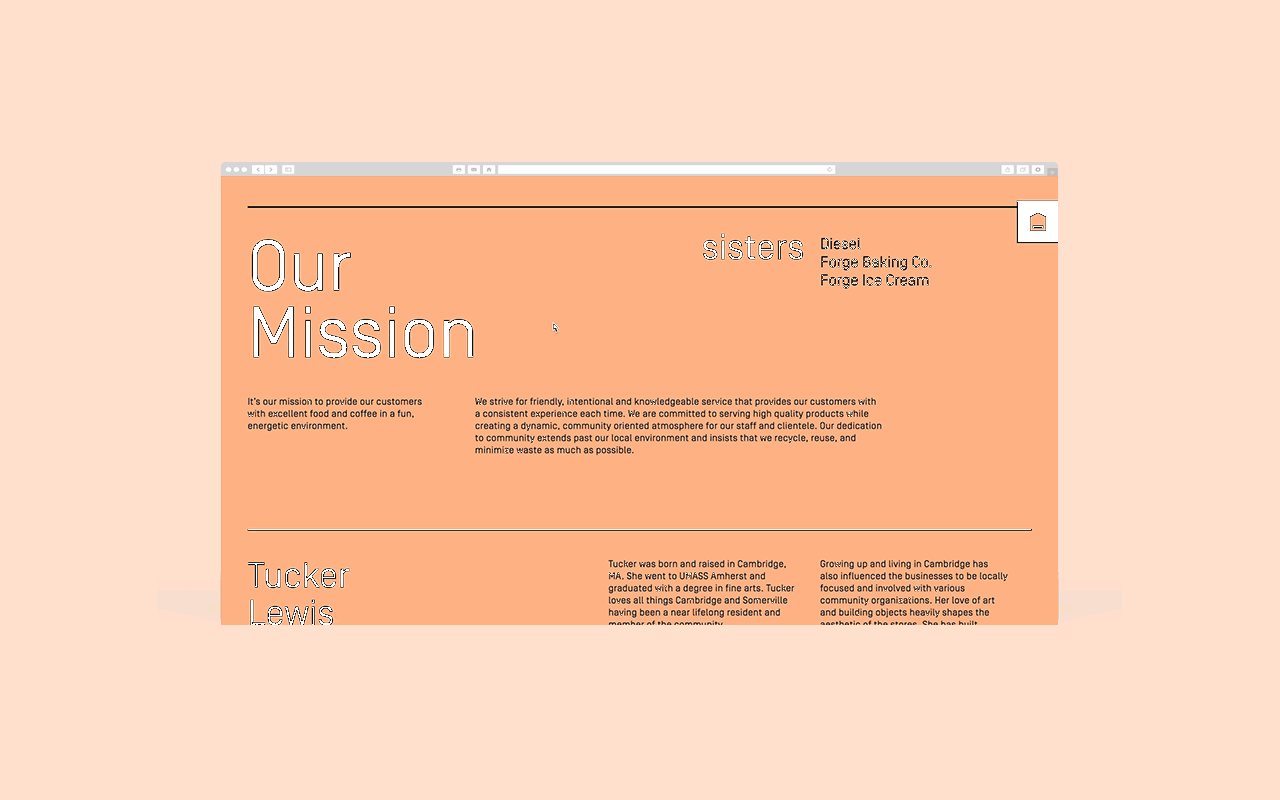 Our
Mission
sisters
Diesel
Forge Baking Co.
Forge Ice Cream
It's our mission to provide our customers
with excellent food and coffee in a fun,
energetic environment.
We strive for friendly, intentional and knowledgeable service that provides our customers with
a consistent experience each time. We are committed to serving high quality products while
creating a dynamic, community oriented atmosphere for our staff and clientele. Our dedication
to community extends past our local environment and insists that we recycle, reuse, and
minimize waste as much as possible.
Tucker
Lewis
Tucker was born and raised in Cambridge,
MA. She went to UMASS Amherst and
graduated with a degree in fine arts. Tucker
loves all things Cambridge and Somerville
having been a near lifelong resident and
member of the community.
Growing up and living in Cambridge has
also influenced the businesses to be locally
focused and involved with various
community organizations. Her love of art
and building objects heavily shapes the
aesthetic of the stores. She has built